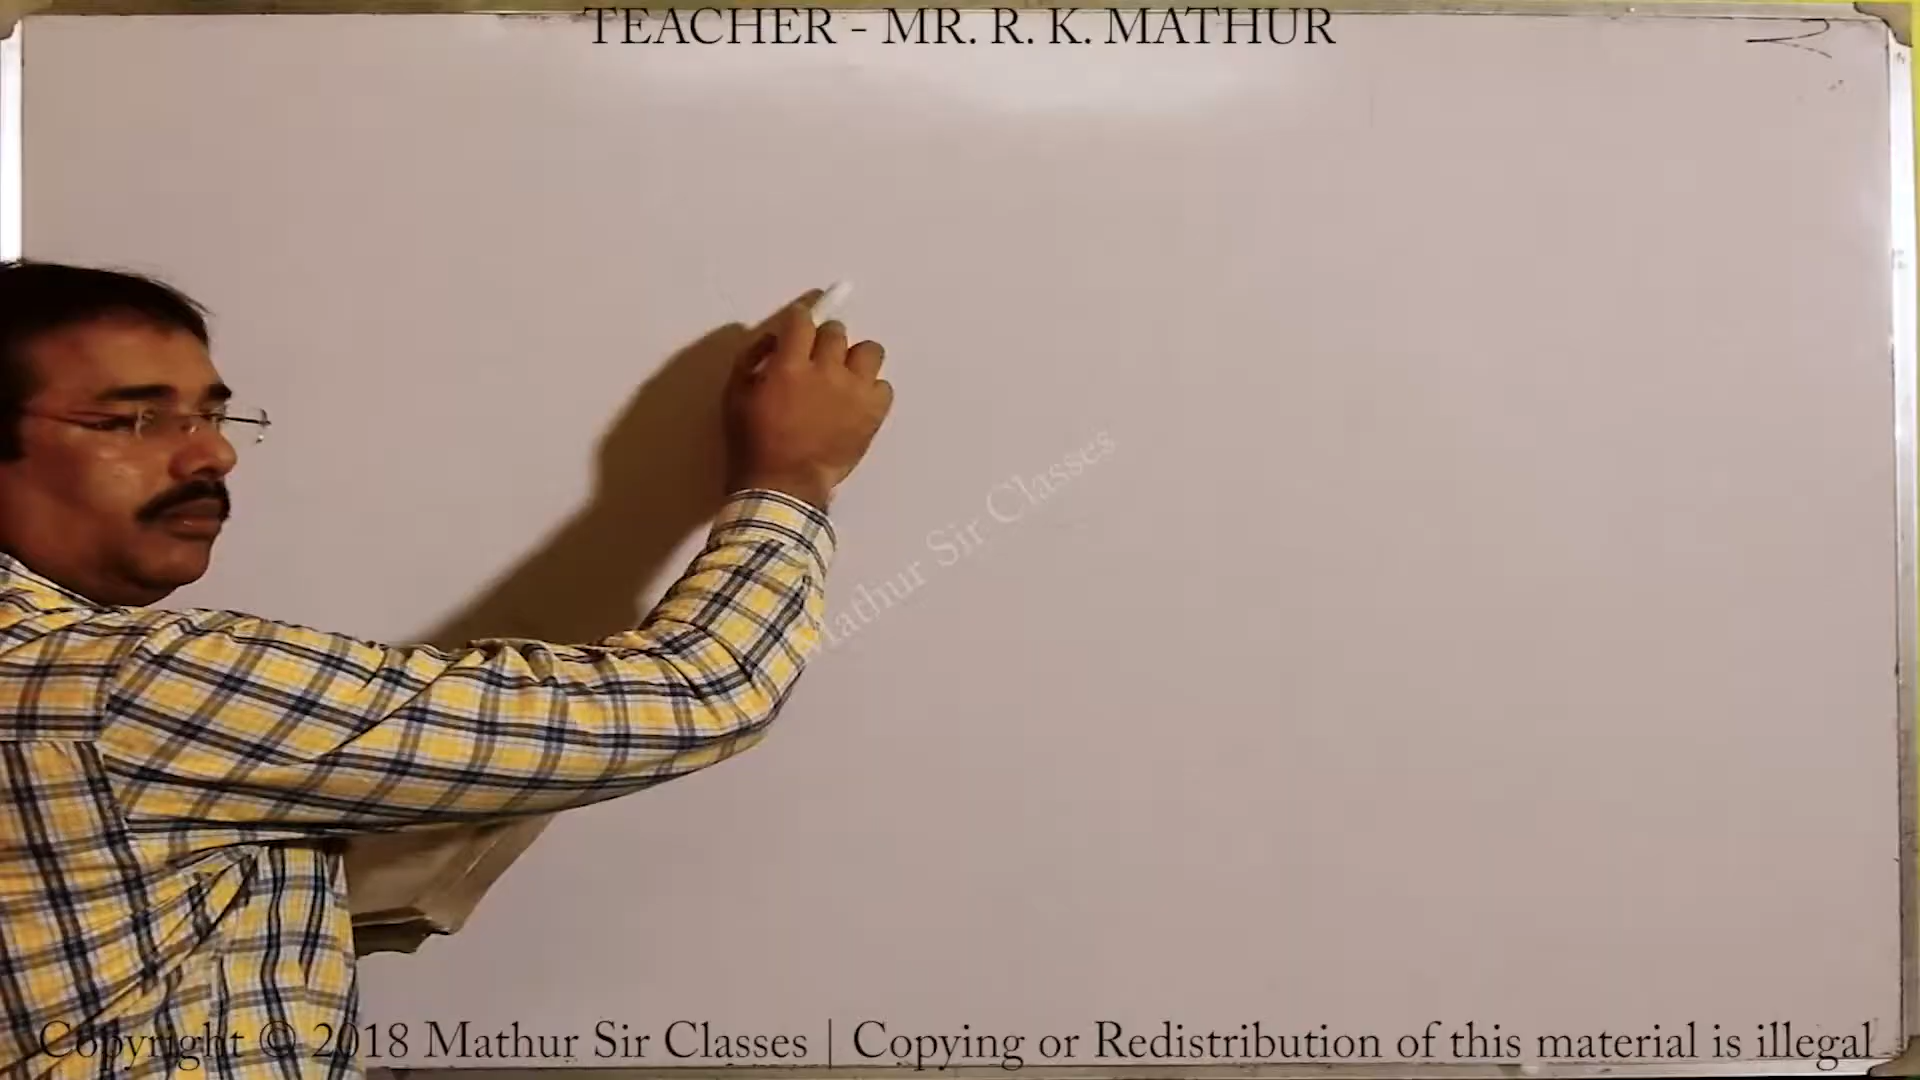 TEACHER - MR. R. K. MATHUR
Mathur Sir Classes
Copyright © 2018 Mathur Sir Classes | Copying or Redistribution of this material is illegal